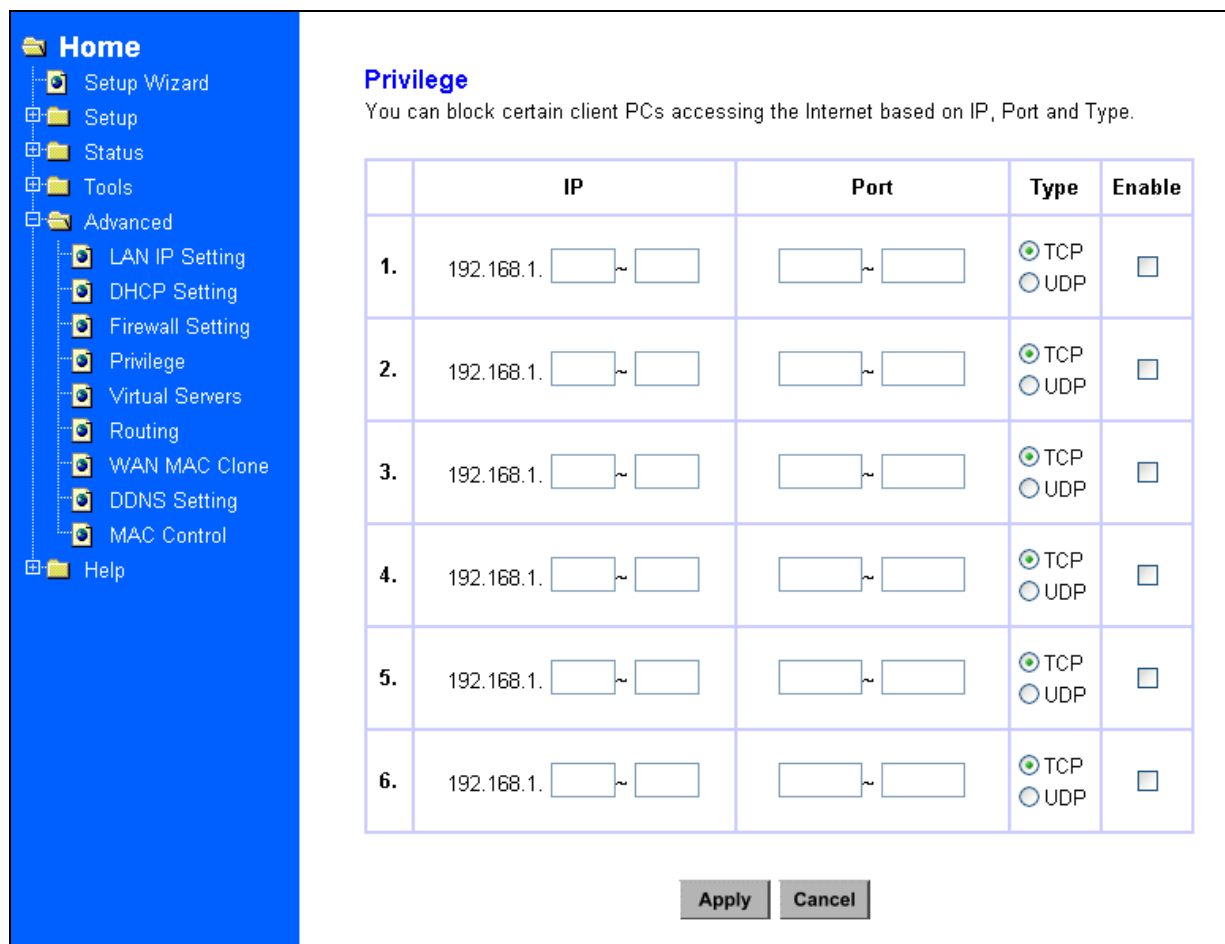 Home
Setup Wizard
Setup
Status
Tools
Advanced
LAN IP Setting
DHCP Setting
Firewall Setting
Privilege
Virtual Servers
Routing
WAN MAC Clone
DDNS Setting
MAC Control
Help
Privilege
You can block certain client PCs accessing the Internet based on IP, Port and Type.
IP Port Type Enable
1. 192.168.1. ~ ~ TCP
UDP
2. 192.168.1. ~ ~ TCP
UDP
3. 192.168.1. ~ ~ TCP
UDP
4. 192.168.1. ~ ~ TCP
UDP
5. 192.168.1. ~ ~ TCP
UDP
6. 192.168.1. ~ ~ TCP
UDP
Apply Cancel